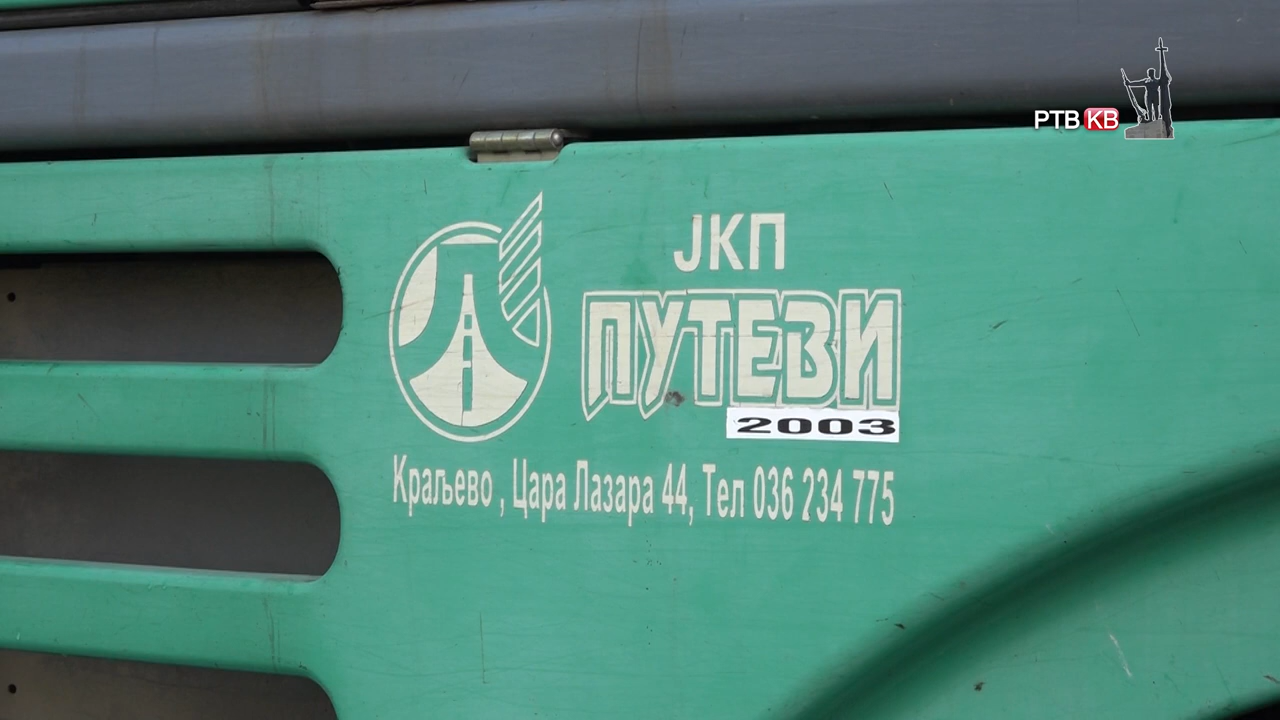 РТВ КВ
ЈКП
ПУТЕВИ
2003
Краљево , Цара Лазара 44, Тел 036 234 775